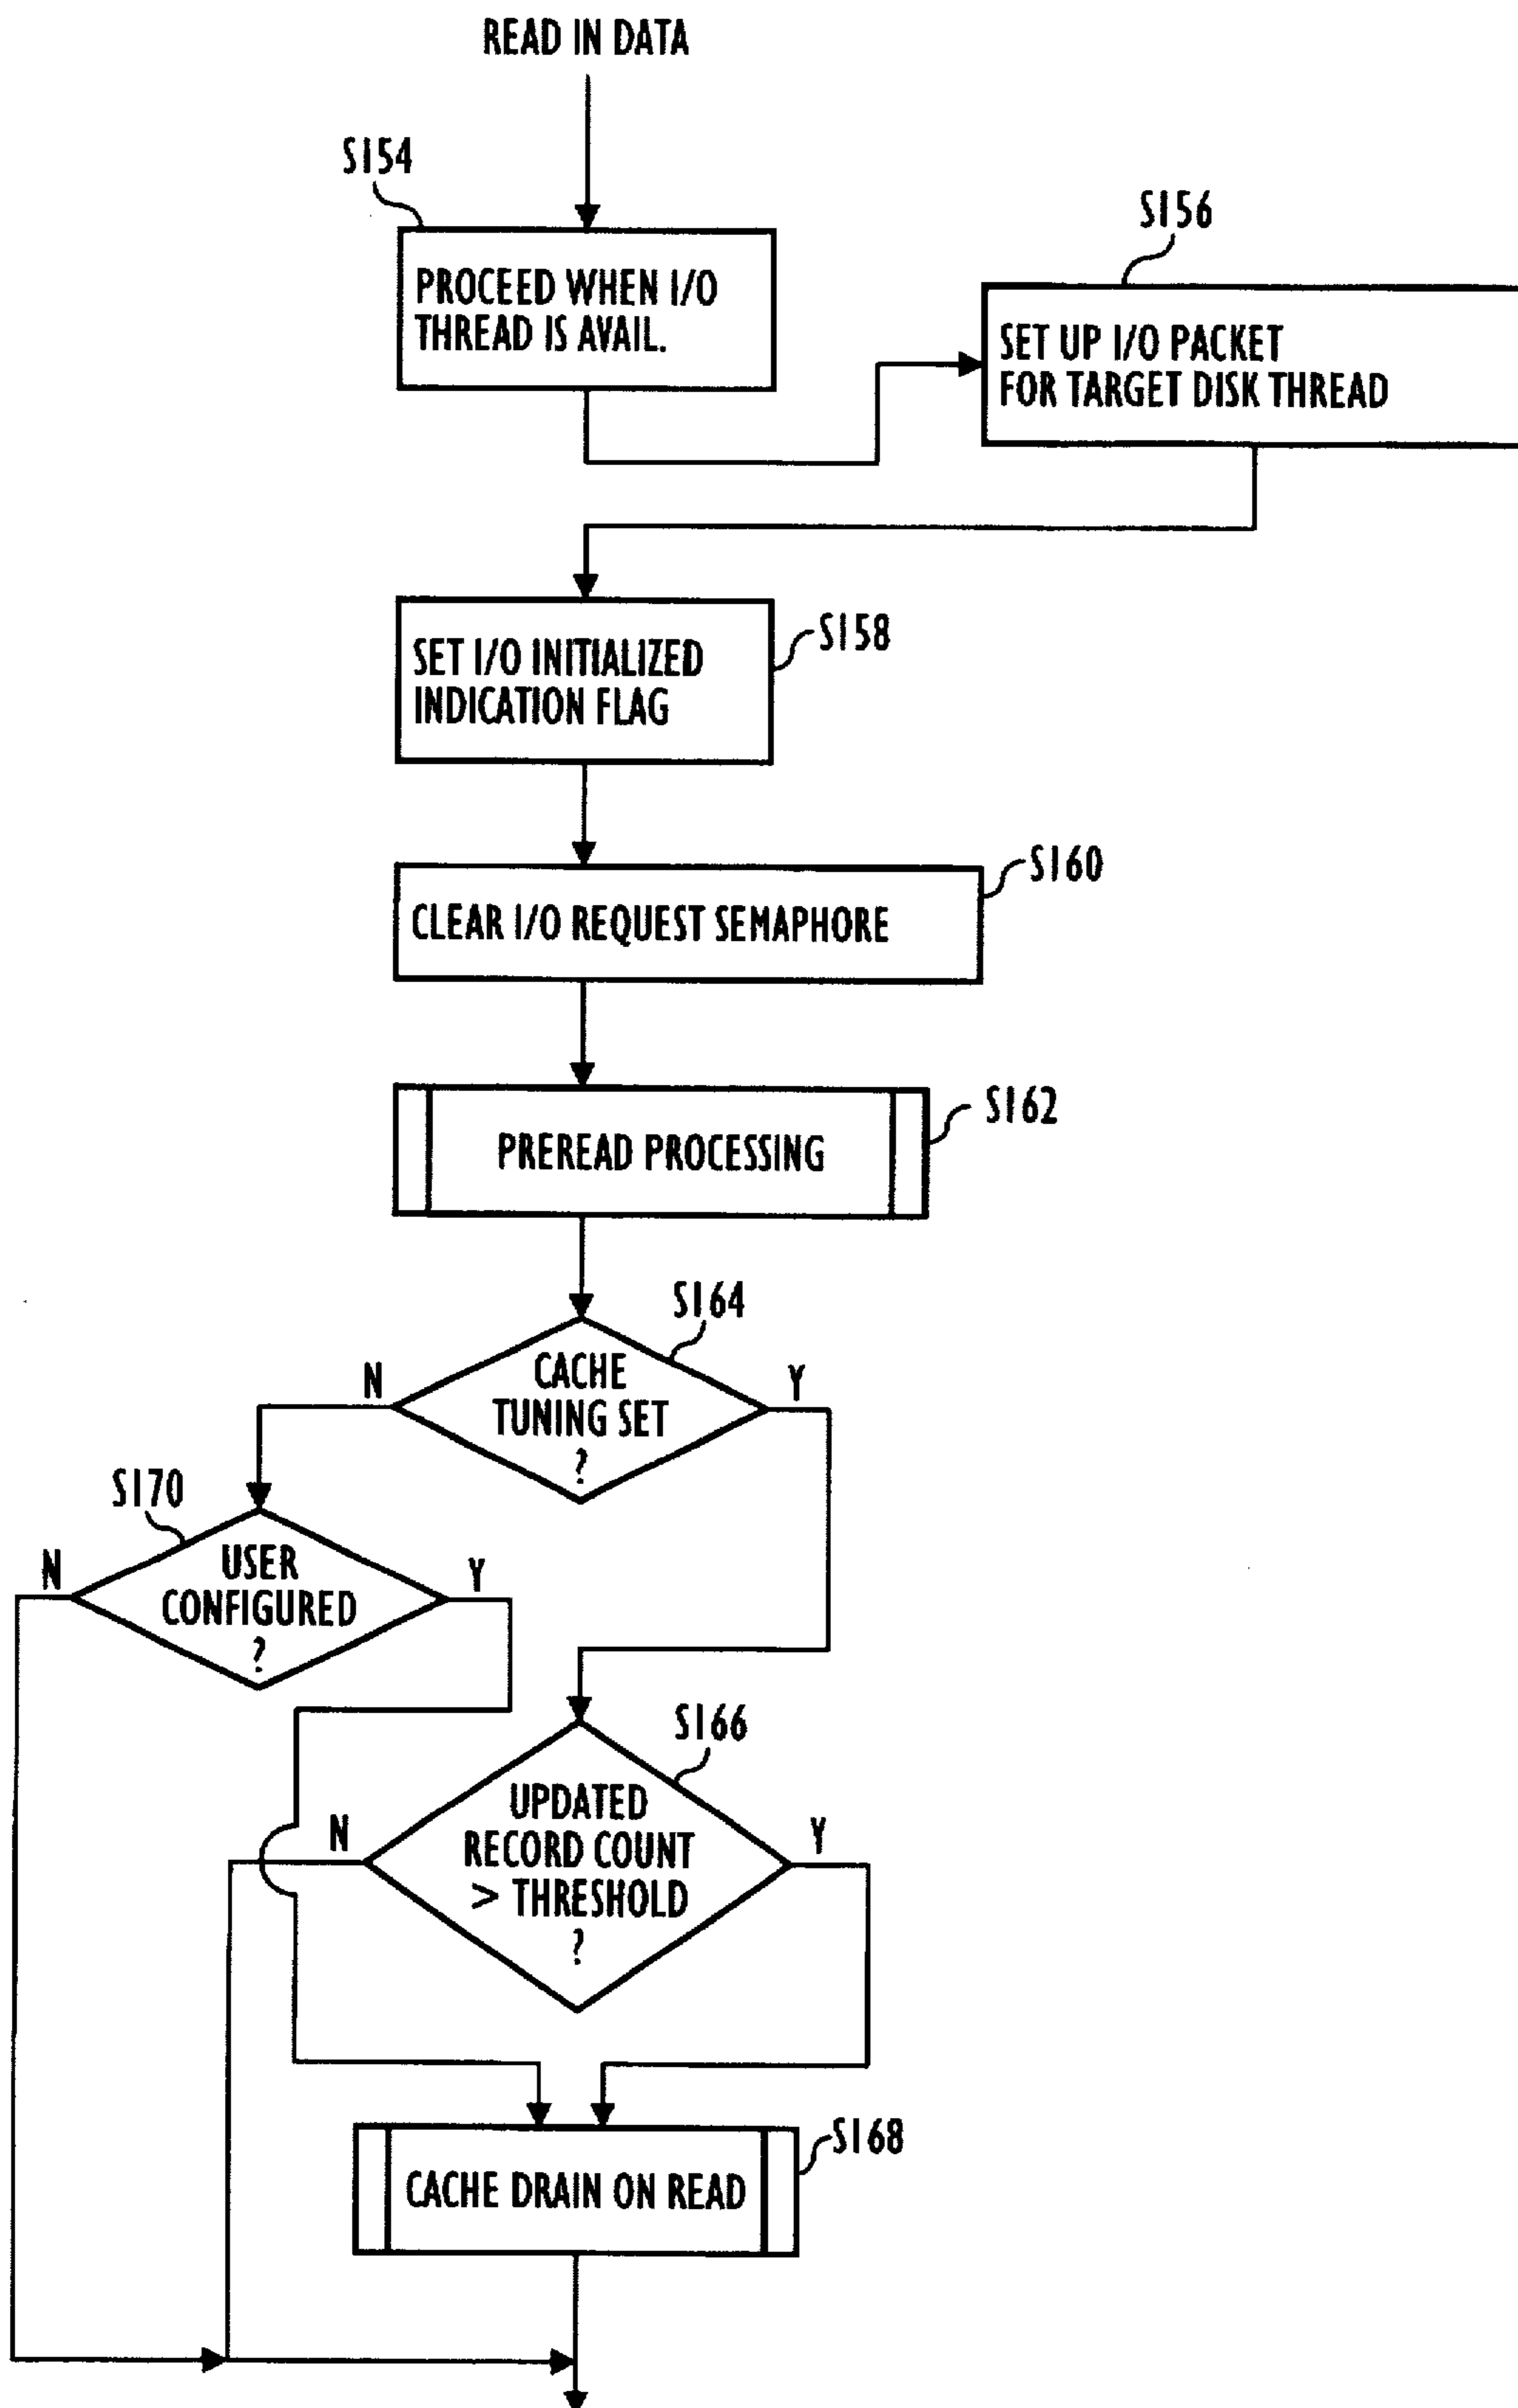 READ IN DATA
S154
PROCEED WHEN I/O
THREAD IS AVAIL.
S156
SET UP I/O PACKET
FOR TARGET DISK THREAD
SET I/O INITIALIZED
INDICATION FLAG
S158
S160
CLEAR I/O REQUEST SEMAPHORE
S162
PREREAD PROCESSING
S164
N
CACHE
TUNING SET
?
Y
S170
N
USER
CONFIGURED
?
Y
S166
N
UPDATED
RECORD COUNT
> THRESHOLD
?
Y
S168
CACHE DRAIN ON READ